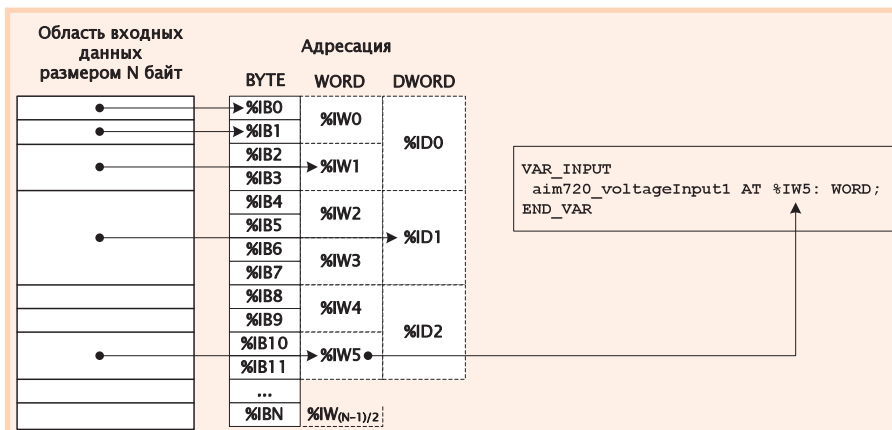 Область входных
данных
размером N байт
Адресация
BYTE WORD DWORD
%IB0
%IB1
%IW0
%ID0
%IB2
%IB3
%IW1
%IB4
%IB5
%IW2
%ID1
%IB6
%IB7
%IW3
%IB8
%IB9
%IW4
%ID2
%IB10
%IB11
%IW5
...
%IBN %IW(N–1)/2
VAR_INPUT
aim720_voltageInput1 AT %IW5: WORD;
END_VAR